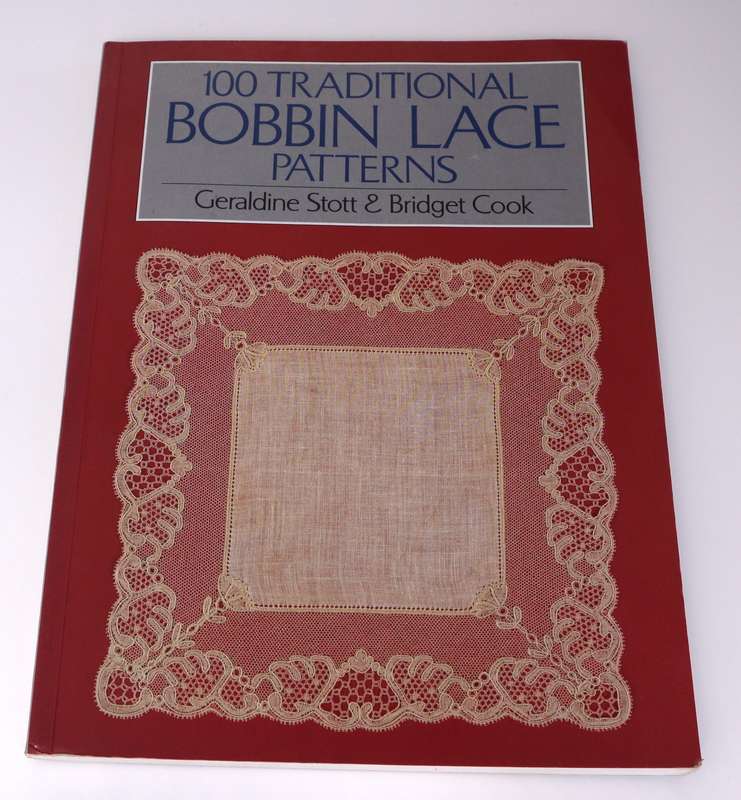 100 TRADITIONAL
BOBBIN LACE
PATTERNS
Geraldine Stott & Bridget Cook